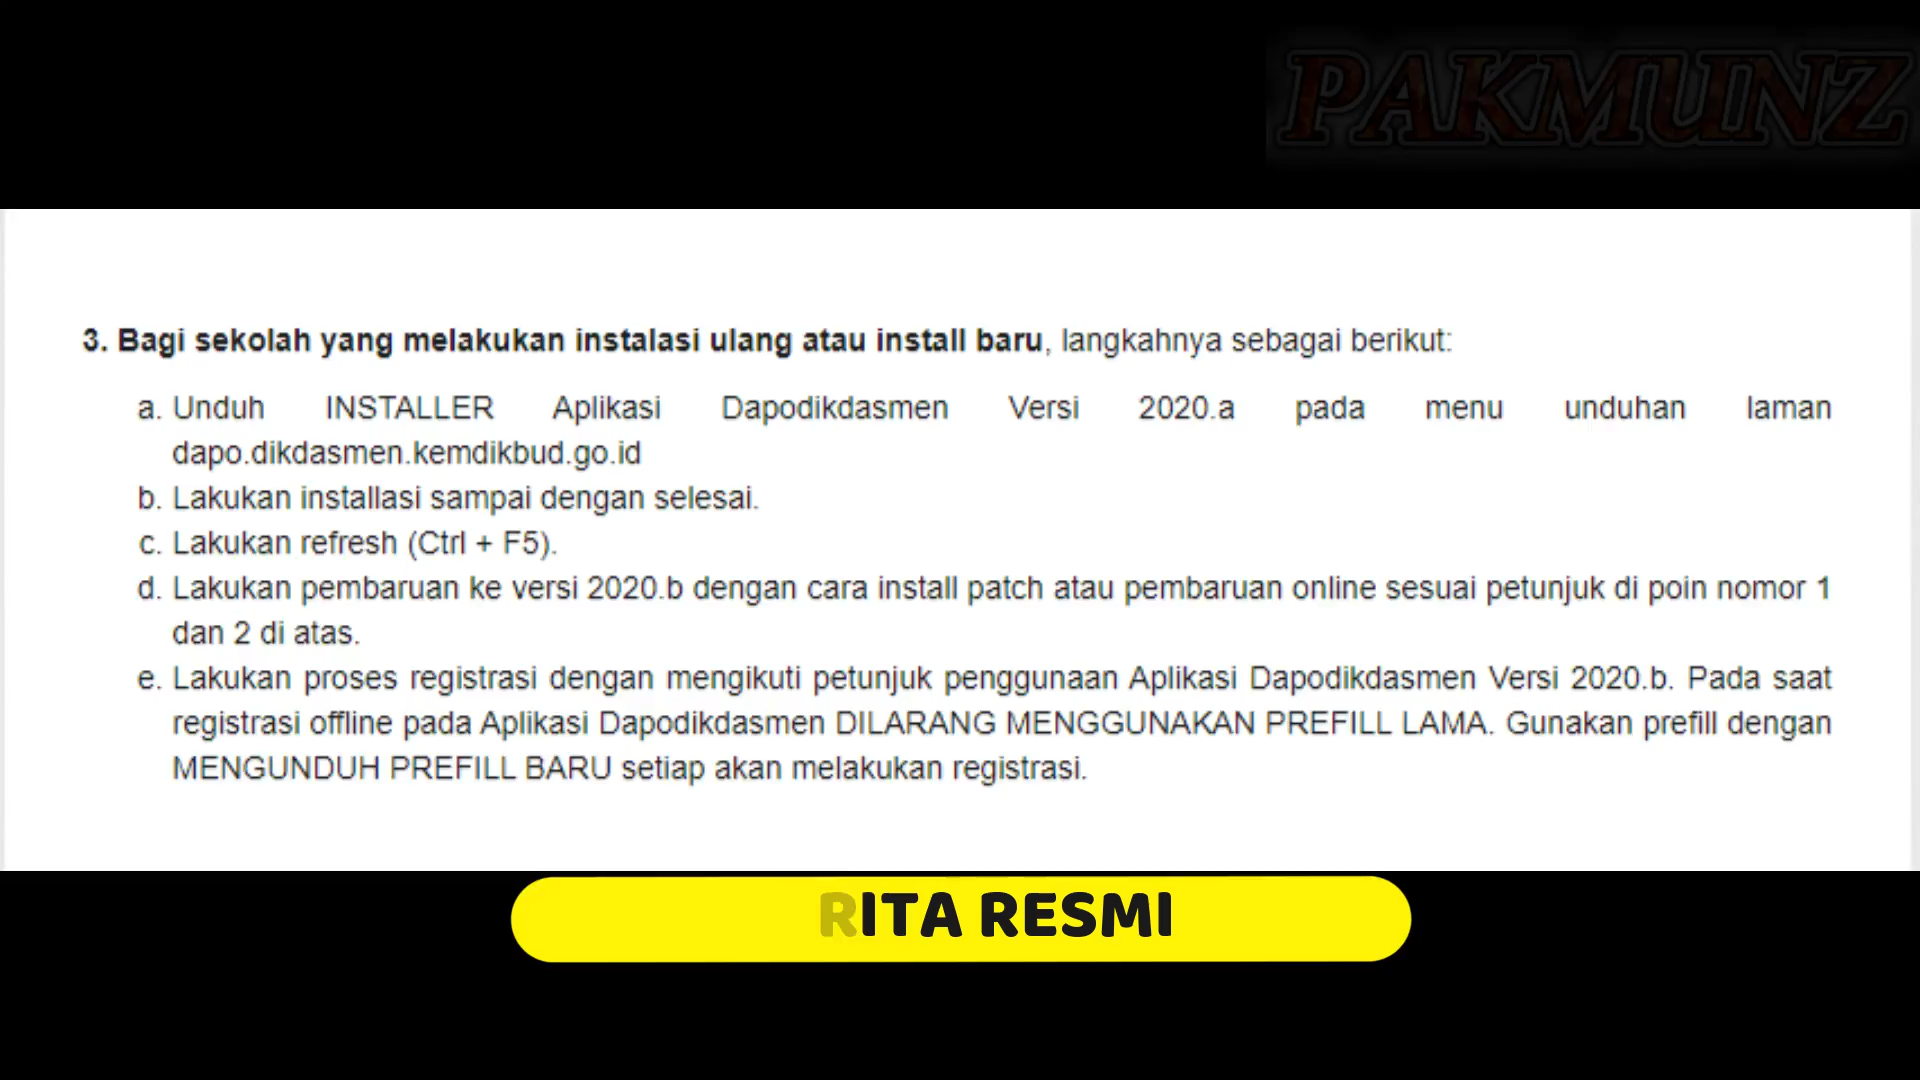 PAKMUNZ
3. Bagi sekolah yang melakukan instalasi ulang atau install baru, langkahnya sebagai berikut:
a. Unduh INSTALLER Aplikasi Dapodikdasmen Versi 2020.a pada menu unduhan laman
dapo.dikdasmen.kemdikbud.go.id
b. Lakukan installasi sampai dengan selesai.
c. Lakukan refresh (Ctrl + F5).
d. Lakukan pembaruan ke versi 2020.b dengan cara install patch atau pembaruan online sesuai petunjuk di poin nomor 1
dan 2 di atas.
e. Lakukan proses registrasi dengan mengikuti petunjuk penggunaan Aplikasi Dapodikdasmen Versi 2020.b. Pada saat
registrasi offline pada Aplikasi Dapodikdasmen DILARANG MENGGUNAKAN PREFILL LAMA. Gunakan prefill dengan
MENGUNDUH PREFILL BARU setiap akan melakukan registrasi.
RITA RESMI